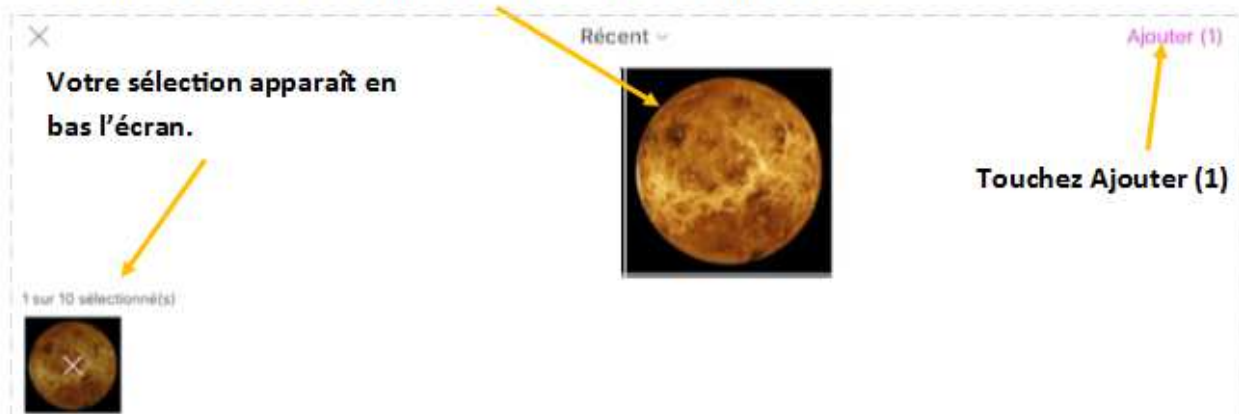 Récent
Ajouter (1)
Votre sélection apparaît en
bas l’écran.
Touchez Ajouter (1)
1 sur 10 sélectionné(s)